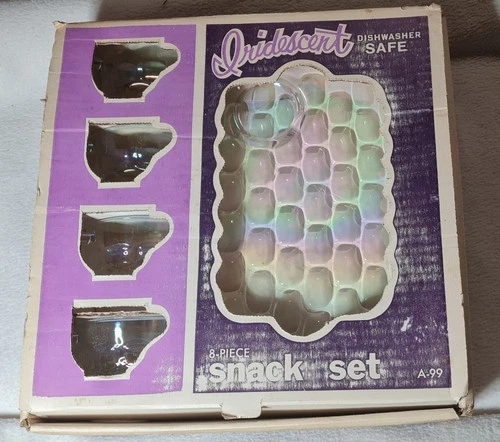 Iridescent
DISHWASHER
SAFE
8-PIECE
snack set
A-99